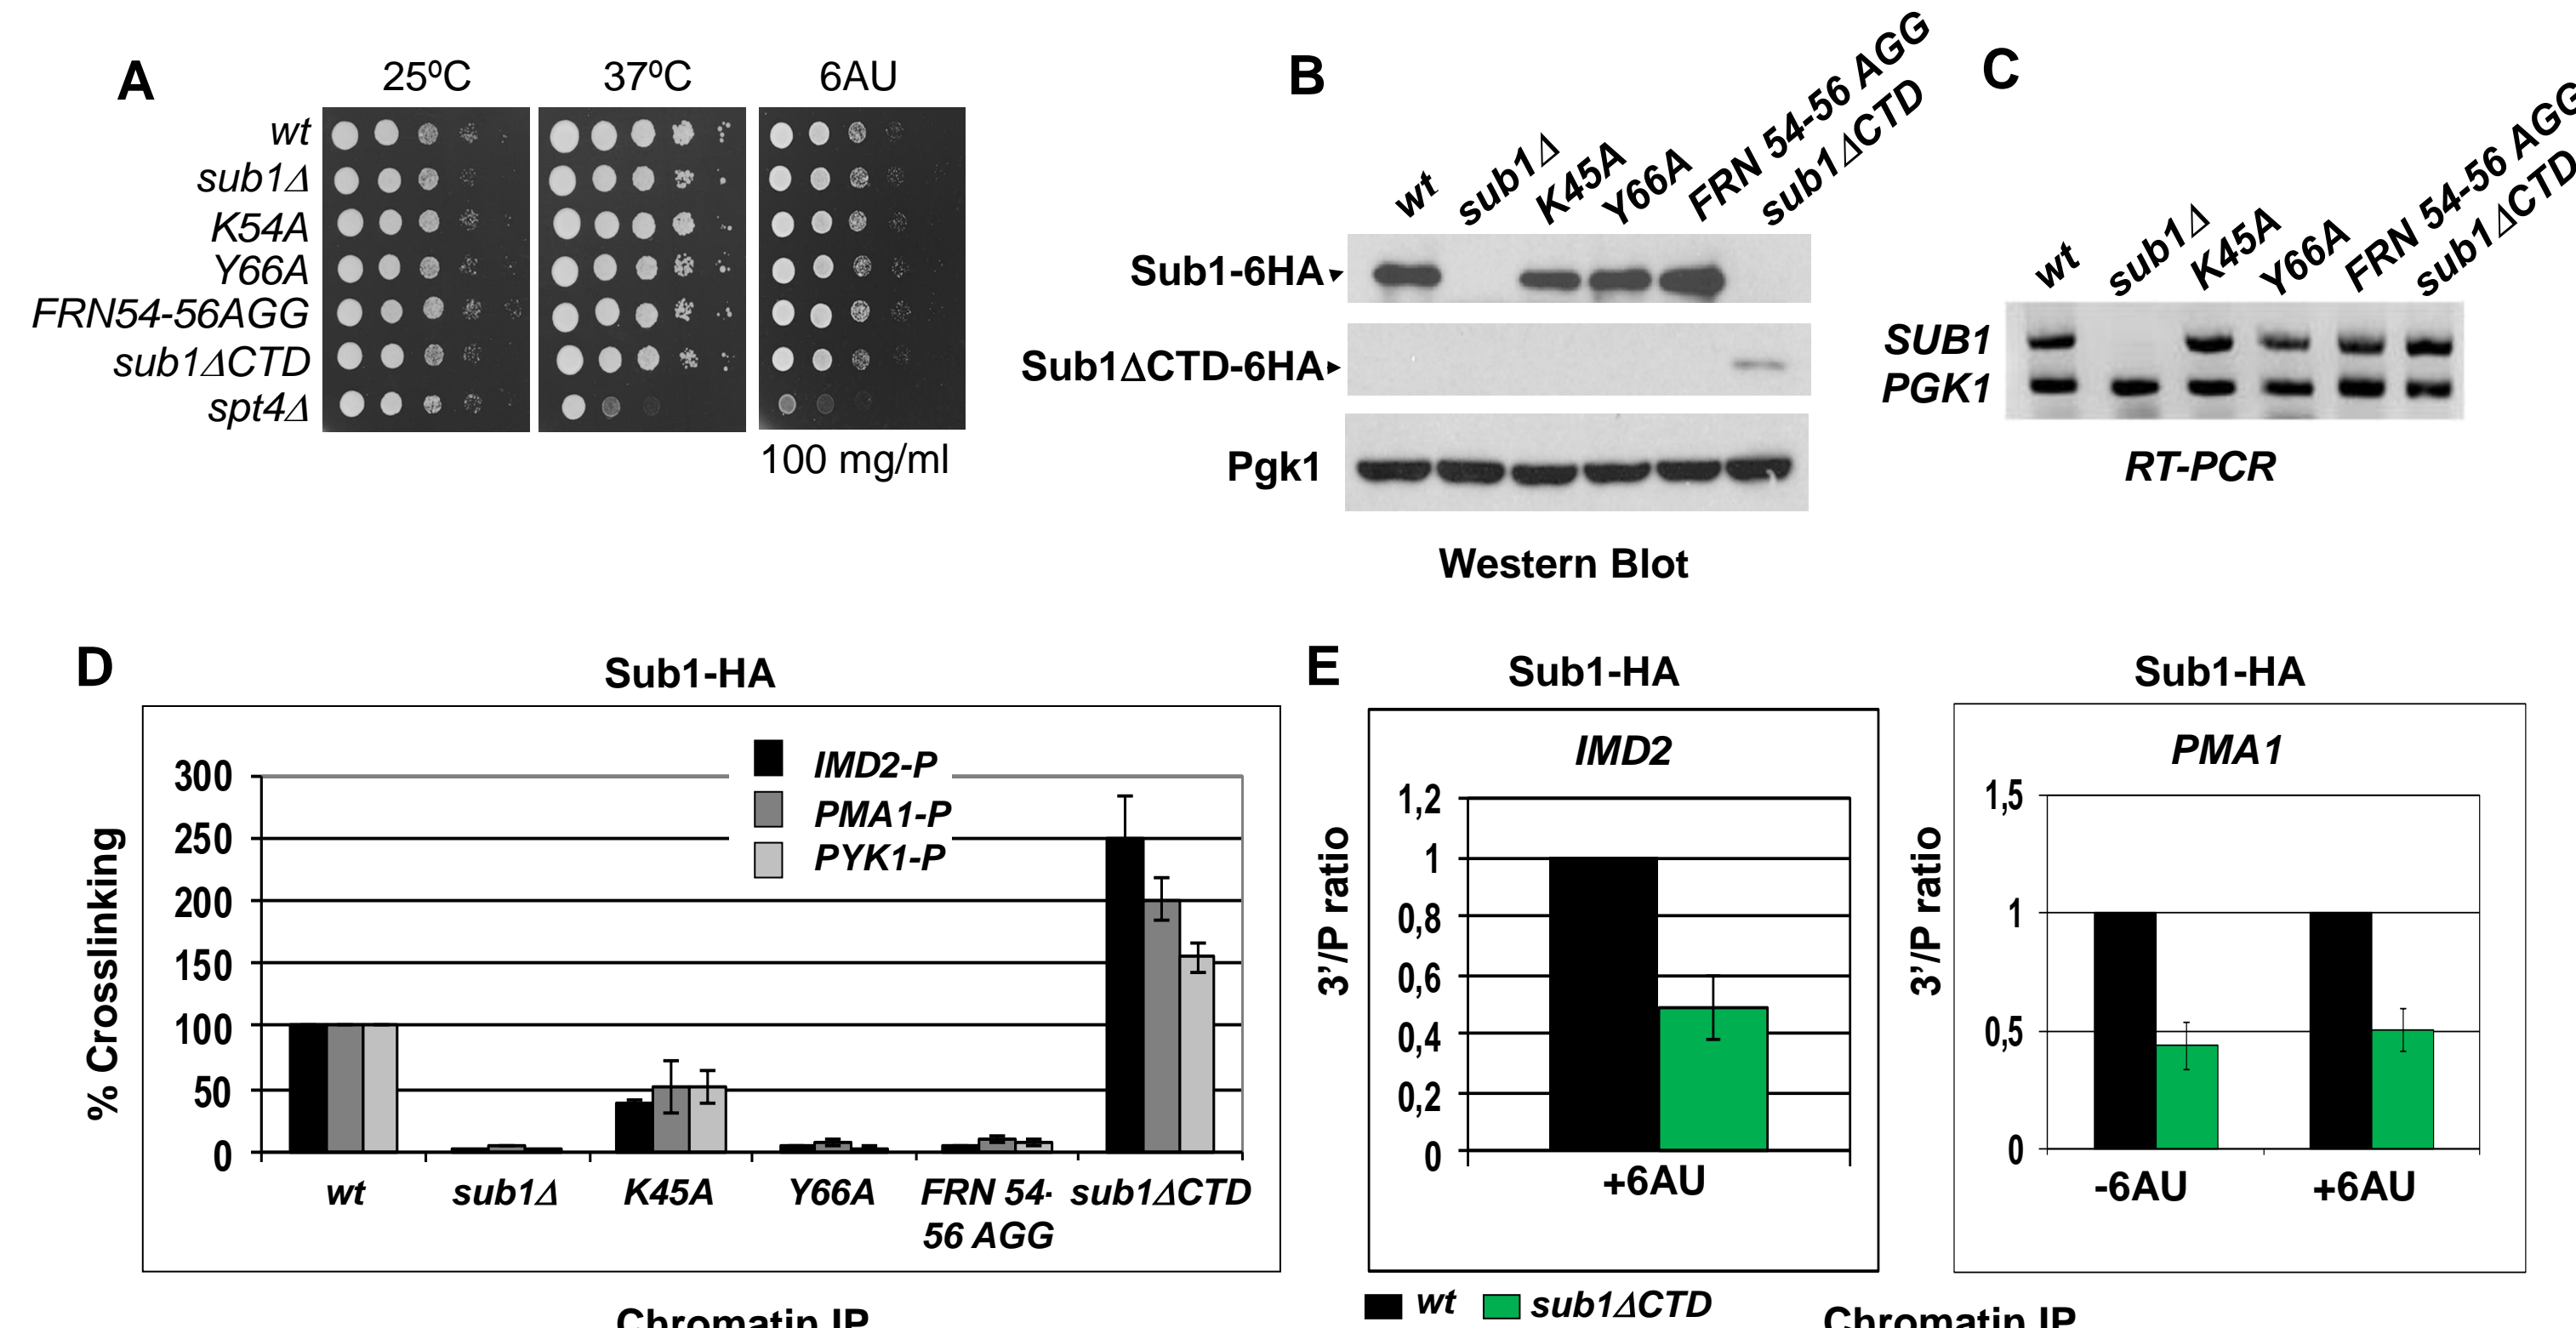 A
25ºC
37ºC
6AU
wt
sub1Δ
K54A
Y66A
FRN54-56AGG
sub1ΔCTD
spt4Δ
100 mg/ml
B
wt
sub1Δ
K45A
Y66A
FRN 54-56 AGG
sub1ΔCTD
Sub1-6HA
Sub1ΔCTD-6HA
Pgk1
Western Blot
C
wt
sub1Δ
K45A
Y66A
FRN 54-56 AGG
sub1ΔCTD
SUB1
PGK1
RT-PCR
D
Sub1-HA
IMD2-P
PMA1-P
PYK1-P
% Crosslinking
300
250
200
150
100
50
0
wt
sub1Δ
K45A
Y66A
FRN 54-
56 AGG
sub1ΔCTD
Chromatin IP
E
Sub1-HA
IMD2
3'/P ratio
1,2
1
0,8
0,6
0,4
0,2
0
+6AU
Sub1-HA
PMA1
3'/P ratio
1,5
1
0,5
0
-6AU
+6AU
wt
sub1ΔCTD
Chromatin IP